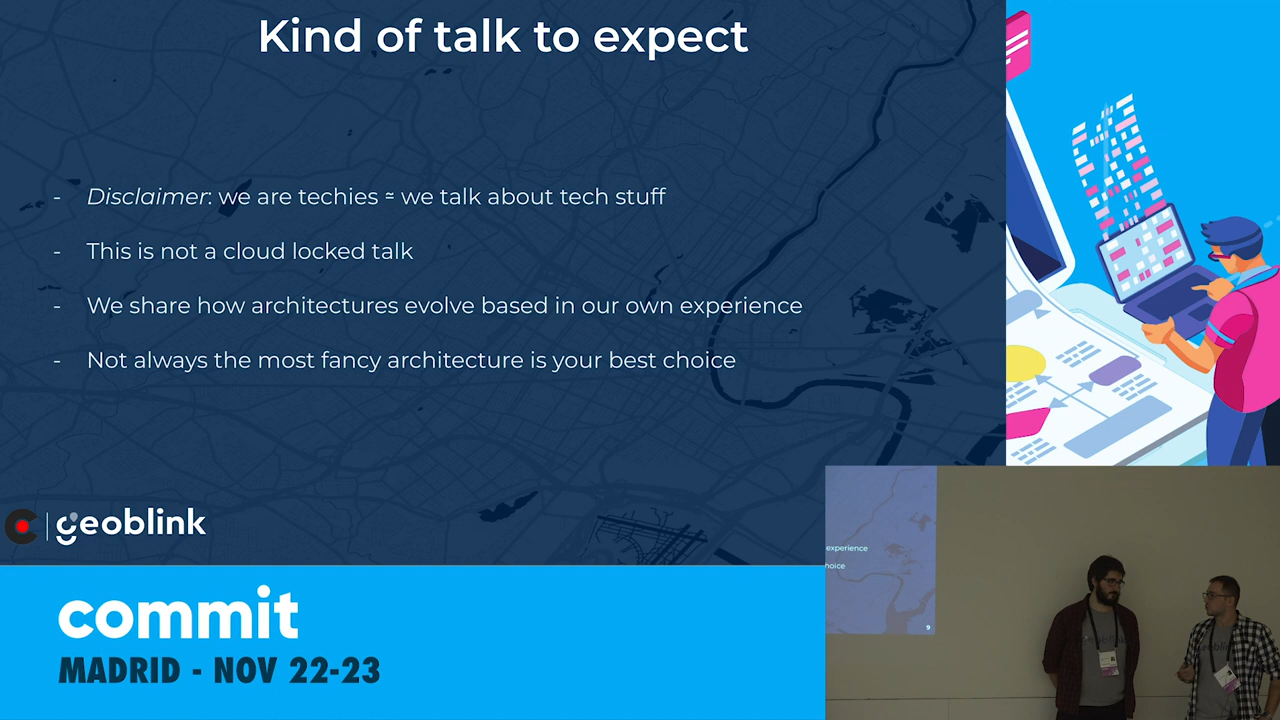 Kind of talk to expect
- Disclaimer: we are techies ≈ we talk about tech stuff
- This is not a cloud locked talk
- We share how architectures evolve based in our own experience
- Not always the most fancy architecture is your best choice
geoblink
commit
MADRID - NOV 22-23
experience
hoice
9